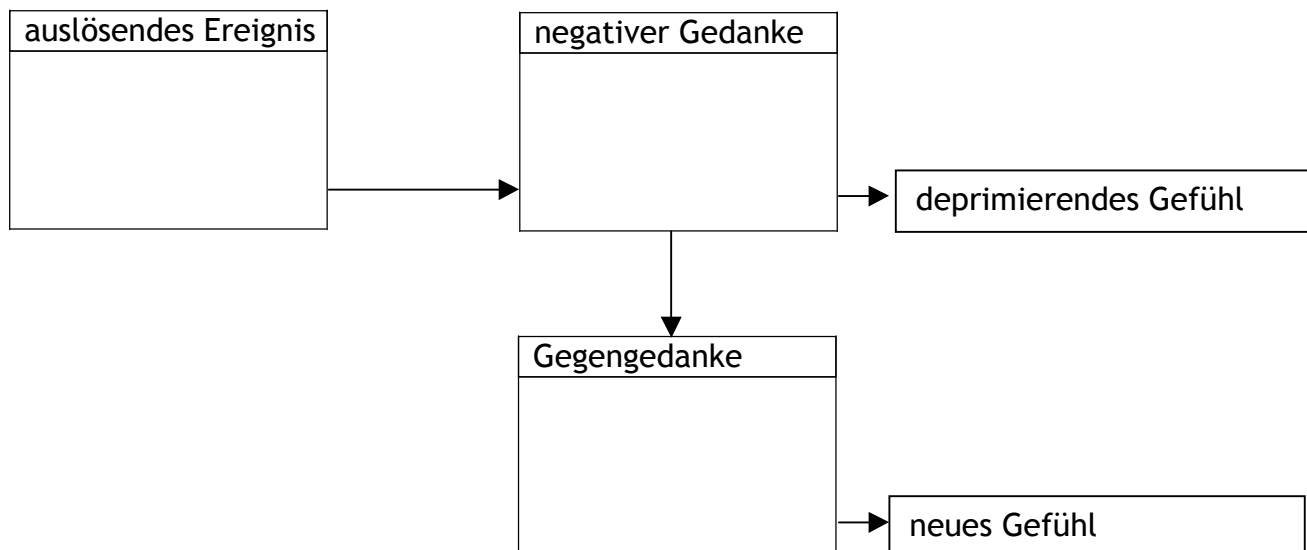 auslösendes Ereignis
negativer Gedanke
deprimierendes Gefühl
Gegengedanke
neues Gefühl